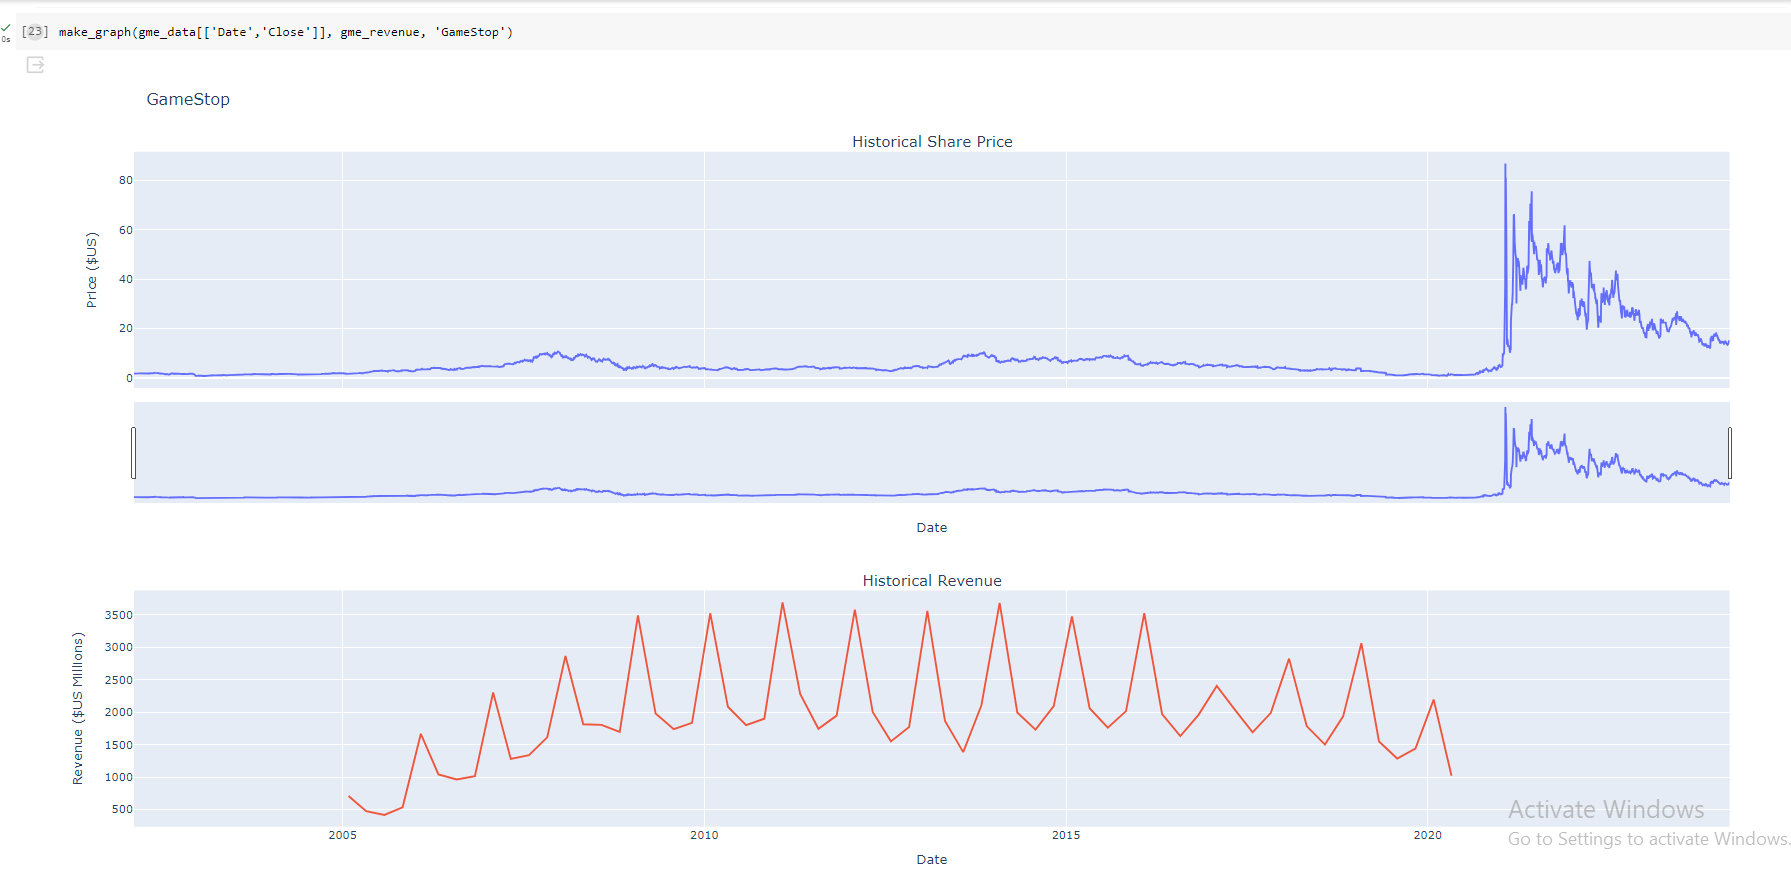 [23] make_graph(gme_data[['Date','Close']], gme_revenue, 'GameStop')
0s
GameStop
Historical Share Price
80
60
40
20
0
Price ($US)
Date
Historical Revenue
3500
3000
2500
2000
1500
1000
500
Revenue ($US Millions)
2005 2010 2015 2020
Date
Activate Windows
Go to Settings to activate Windows.